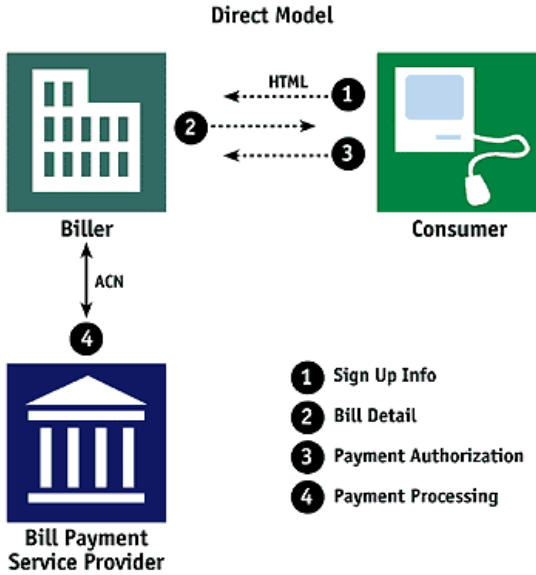 Direct Model
HTML
1
2
3
Biller
Consumer
ACN
4
1 Sign Up Info
2 Bill Detail
3 Payment Authorization
4 Payment Processing
Bill Payment
Service Provider